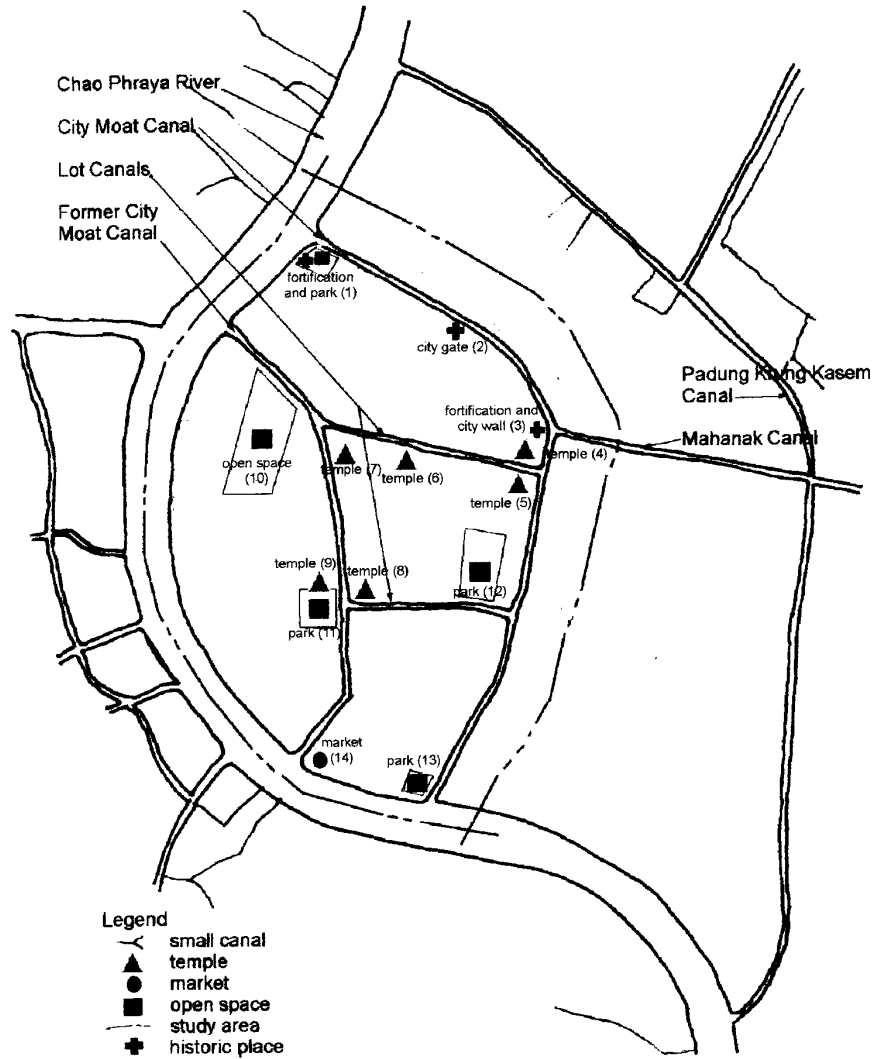 Chao Phraya River
City Moat Canal
Lot Canals
Former City
Moat Canal
fortification
and park (1)
city gate (2)
Padung Krung Kasem
Canal
fortification and
city wall (3)
Mahanak Canal
temple (4)
open space
(10)
temple (7)
temple (6)
temple (5)
temple (9)
temple (8)
park (12)
park (11)
market
(14)
park (13)
Legend
small canal
temple
market
open space
study area
historic place